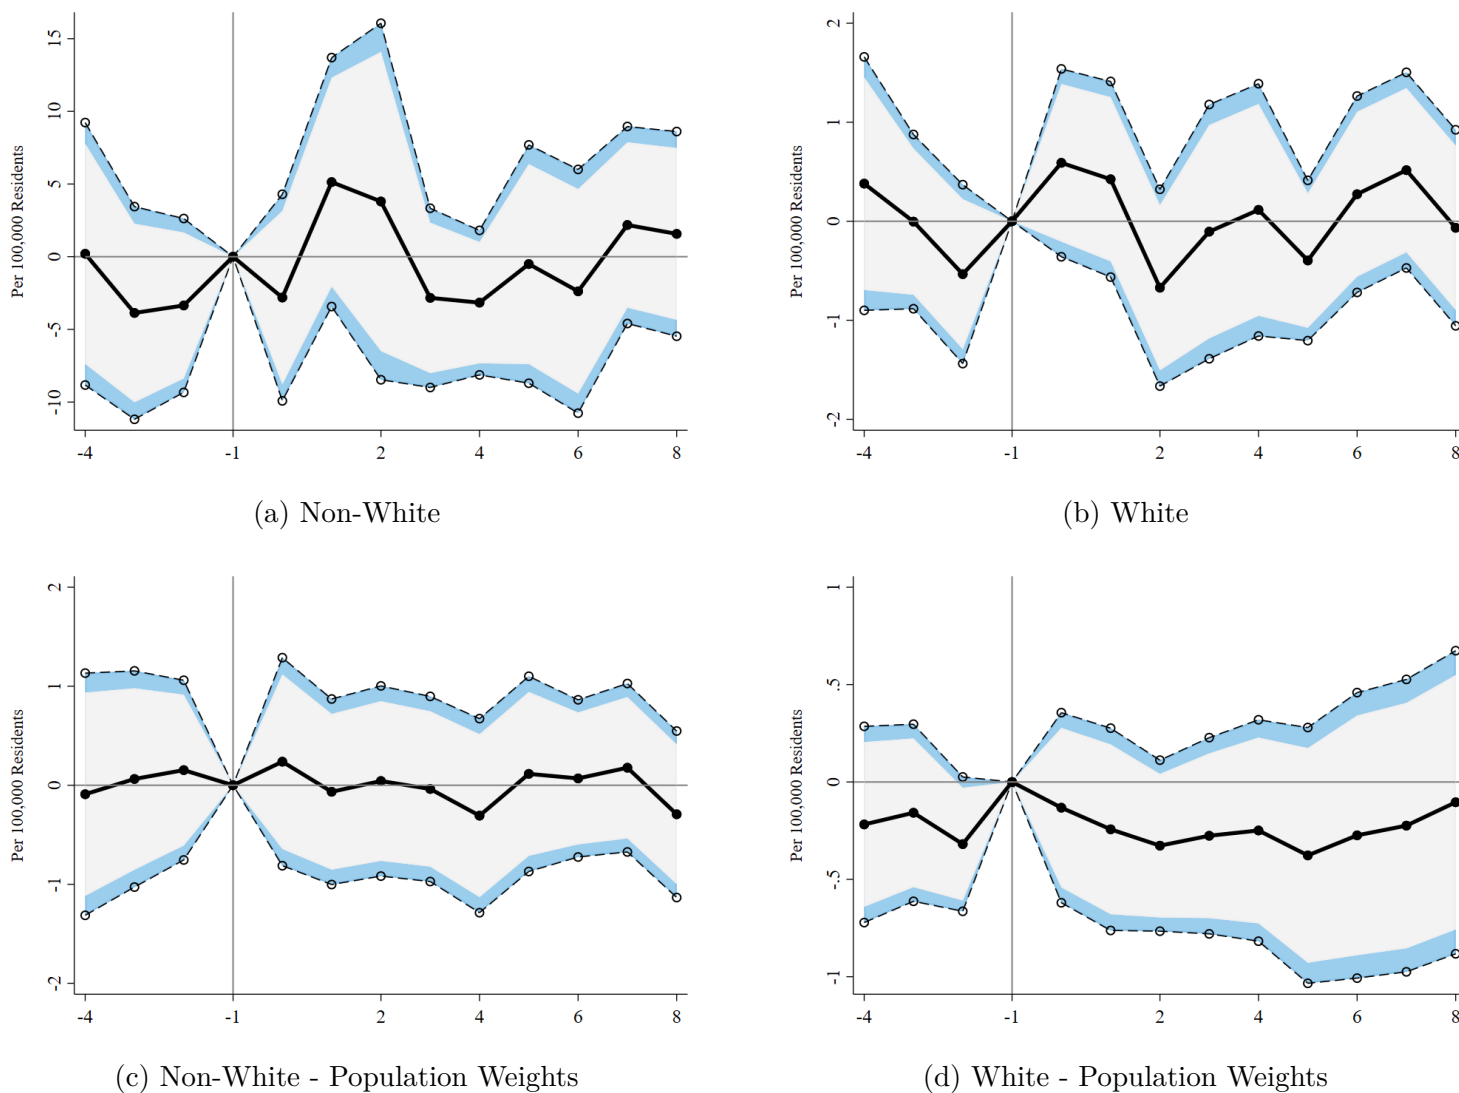 Per 100,000 Residents
15
10
5
0
-5
-10
-4 -1 2 4 6 8
(a) Non-White
Per 100,000 Residents
2
1
0
-1
-2
-4 -1 2 4 6 8
(b) White
Per 100,000 Residents
2
1
0
-1
-2
-4 -1 2 4 6 8
(c) Non-White - Population Weights
Per 100,000 Residents
1
.5
0
-.5
-1
-4 -1 2 4 6 8
(d) White - Population Weights